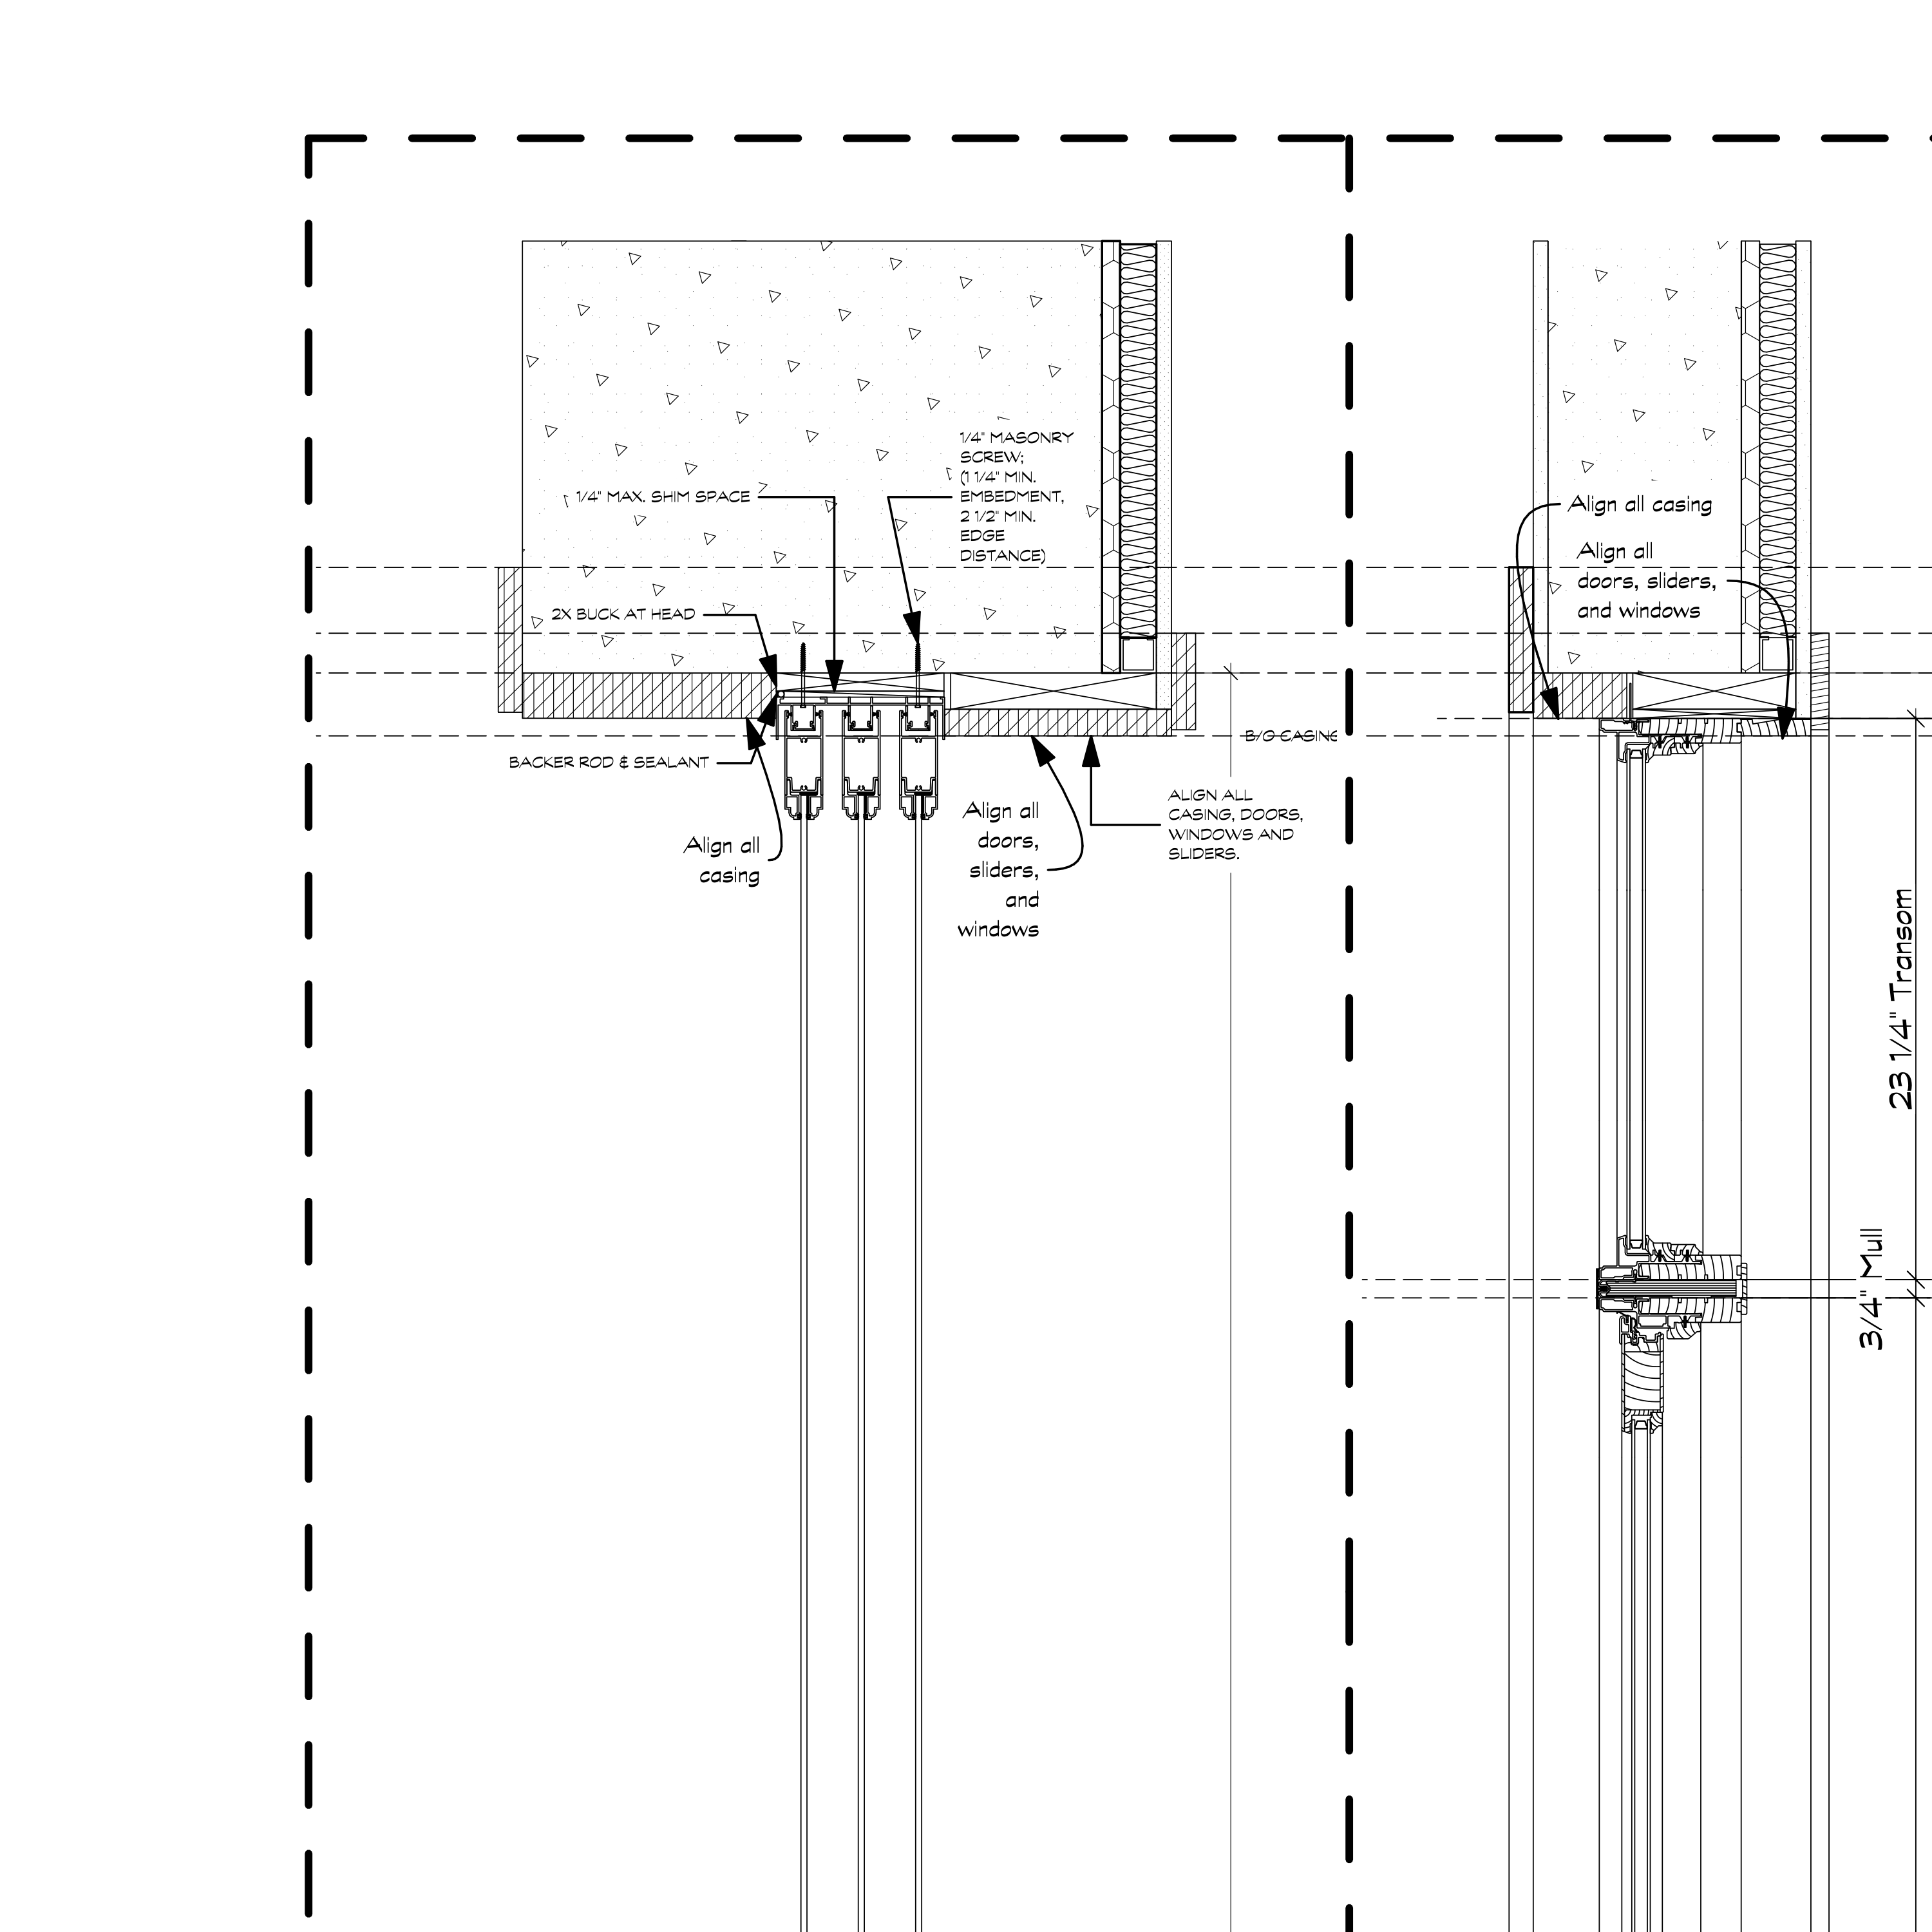 1/4" MASONRY
SCREW;
(1 1/4" MIN.
EMBEDMENT,
2 1/2" MIN.
EDGE
DISTANCE)
1/4" MAX. SHIM SPACE
2X BUCK AT HEAD
BACKER ROD & SEALANT
Align all
casing
Align all
doors,
sliders,
and
windows
B/O CASING
ALIGN ALL
CASING, DOORS,
WINDOWS AND
SLIDERS.
Align all casing
Align all
doors, sliders,
and windows
23 1/4" Transom
3/4" Mull